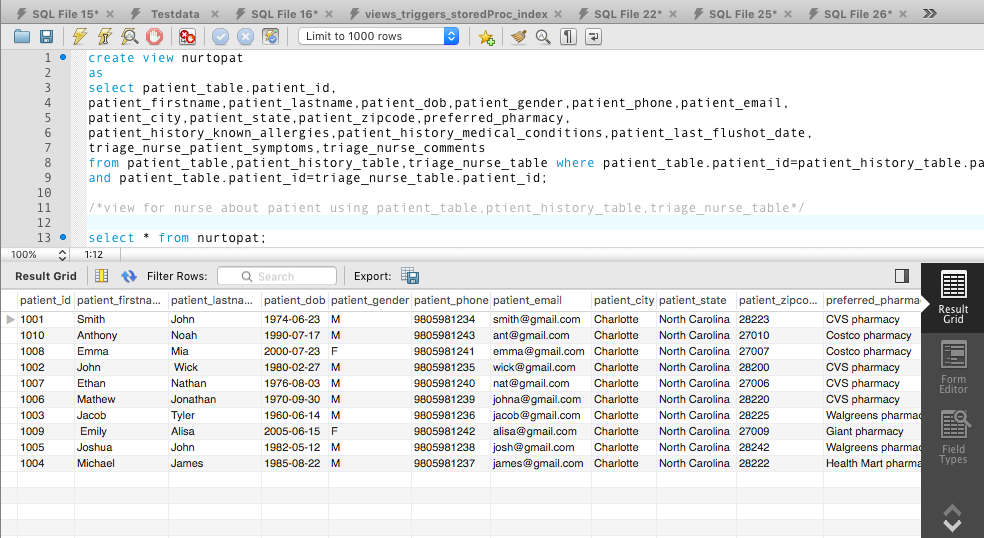 SQL File 15* Testdata SQL File 16* views_triggers_storedProc_index SQL File 22* SQL File 25* SQL File 26*
Limit to 1000 rows
1 create view nurtopat
2 as
3 select patient_table.patient_id,
4 patient_firstname,patient_lastname,patient_dob,patient_gender,patient_phone,patient_email,
5 patient_city,patient_state,patient_zipcode,preferred_pharmacy,
6 patient_history_known_allergies,patient_history_medical_conditions,patient_last_flushot_date,
7 triage_nurse_patient_symptoms,triage_nurse_comments
8 from patient_table,patient_history_table,triage_nurse_table where patient_table.patient_id=patient_history_table.pa
9 and patient_table.patient_id=triage_nurse_table.patient_id;
10
11 /*view for nurse about patient using patient_table,ptient_history_table,triage_nurse_table*/
12
13 select * from nurtopat;
100% 1:12
Result Grid Filter Rows: Search Export:
patient_id patient_firstna... patient_lastna... patient_dob patient_gender patient_phone patient_email patient_city patient_state patient_zipco... preferred_pharma
1001 Smith John 1974-06-23 M 9805981234 smith@gmail.com Charlotte North Carolina 28223 CVS pharmacy
1010 Anthony Noah 1990-07-17 M 9805981243 ant@gmail.com Charlotte North Carolina 27010 Costco pharmacy
1008 Emma Mia 2000-07-23 F 9805981241 emma@gmail.com Charlotte North Carolina 27007 Costco pharmacy
1002 John Wick 1980-02-27 M 9805981235 wick@gmail.com Charlotte North Carolina 28200 CVS pharmacy
1007 Ethan Nathan 1976-08-03 M 9805981240 nat@gmail.com Charlotte North Carolina 27006 CVS pharmacy
1006 Mathew Jonathan 1970-09-30 M 9805981239 johna@gmail.com Charlotte North Carolina 28220 CVS pharmacy
1003 Jacob Tyler 1960-06-14 M 9805981236 jacob@gmail.com Charlotte North Carolina 28225 Walgreens pharmac
1009 Emily Alisa 2005-06-15 F 9805981242 alisa@gmail.com Charlotte North Carolina 27009 Giant pharmacy
1005 Joshua John 1982-05-12 M 9805981238 josh@gmail.com Charlotte North Carolina 28242 Walgreens pharmac
1004 Michael James 1985-08-22 M 9805981237 james@gmail.com Charlotte North Carolina 28222 Health Mart pharma
Result
Grid
Form
Editor
Field
Types